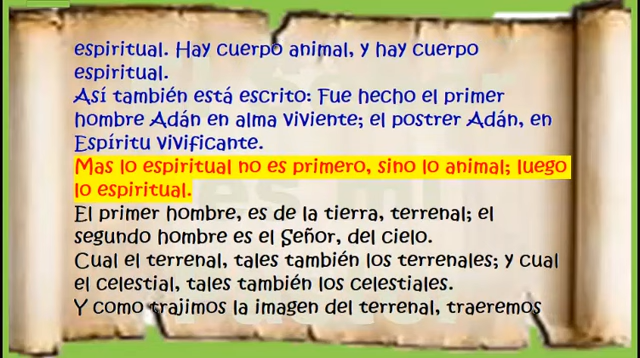 espiritual. Hay cuerpo animal, y hay cuerpo
espiritual.
Así también está escrito: Fue hecho el primer
hombre Adán en alma viviente; el postrer Adán, en
Espíritu vivificante.
Mas lo espiritual no es primero, sino lo animal; luego
lo espiritual.
El primer hombre, es de la tierra, terrenal; el
segundo hombre es el Señor, del cielo.
Cual el terrenal, tales también los terrenales; y cual
el celestial, tales también los celestiales.
Y como trajimos la imagen del terrenal, traeremos